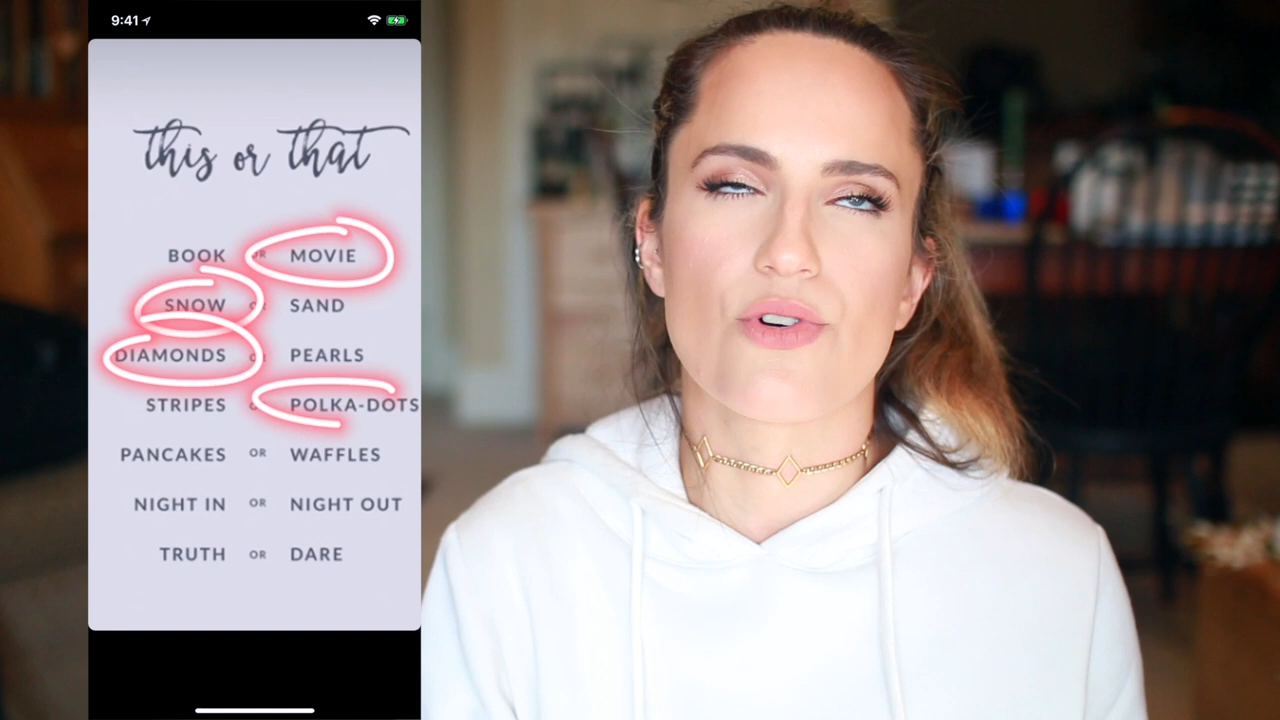 9:41
this or that
BOOK OR MOVIE
SNOW OR SAND
DIAMONDS OR PEARLS
STRIPES OR POLKA-DOTS
PANCAKES OR WAFFLES
NIGHT IN OR NIGHT OUT
TRUTH OR DARE